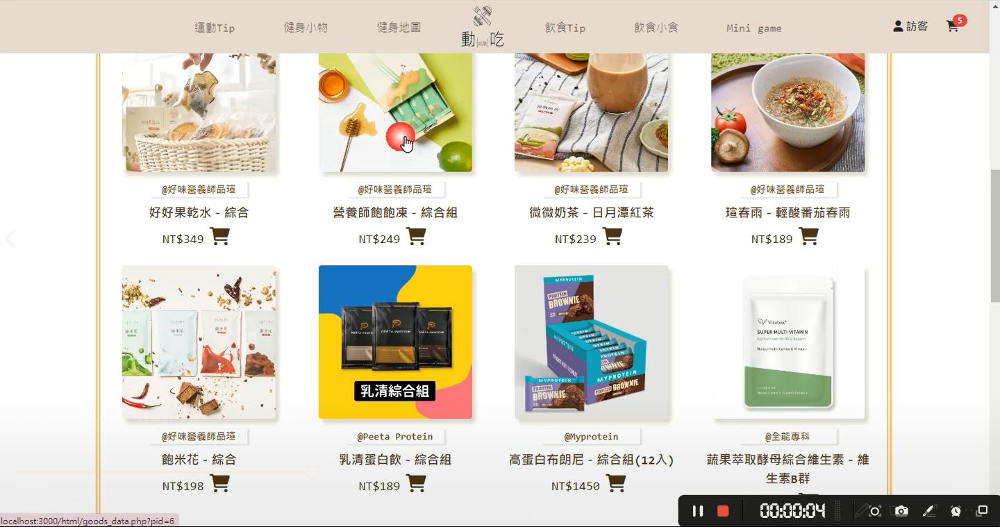 運動Tip
健身小物
健身地圖
動吃
飲食Tip
飲食小食
Mini game
訪客
5
@好味營養師品瑄
@好味營養師品瑄
@好味營養師品瑄
@好味營養師品瑄
好好果乾水 - 綜合
營養師飽飽凍 - 綜合組
微微奶茶 - 日月潭紅茶
瑄春雨 - 輕酸番茄春雨
NT$349
NT$249
NT$239
NT$189
PEETA PROTEIN
乳清綜合組
MYPROTEIN
PROTEIN
BROWNIE
MYPROTEIN
MYPROTEIN
PROTEIN
BROWNIE
PROTEIN BROWNIE
Vitabox
SUPER MULTI-VITAMIN
Natural Multivitamins & Minerals
@好味營養師品瑄
@Peeta Protein
@Myprotein
@全能專科
飽米花 - 綜合
乳清蛋白飲 - 綜合組
高蛋白布朗尼 - 綜合組(12入)
蔬果萃取酵母綜合維生素 - 維
生素B群
NT$198
NT$189
NT$1450
00:00:04
localhost:3000/html/goods_data.php?pid=6